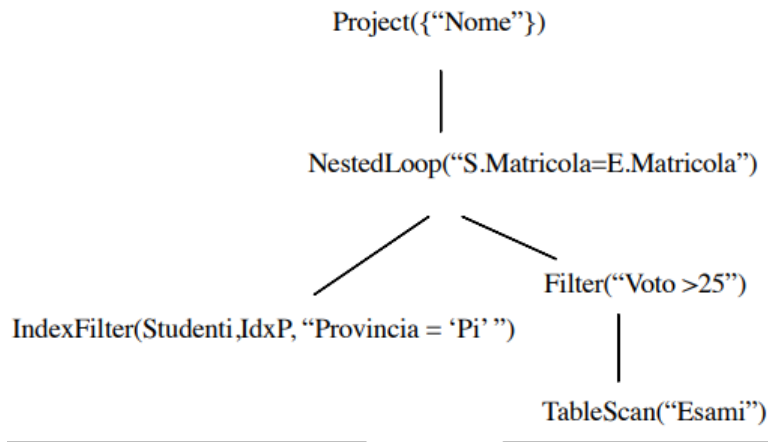 Project({“Nome”})
NestedLoop(“S.Matricola=E.Matricola”)
Filter(“Voto >25”)
IndexFilter(Studenti,IdxP, “Provincia = ‘Pi’ ”)
TableScan(“Esami”)